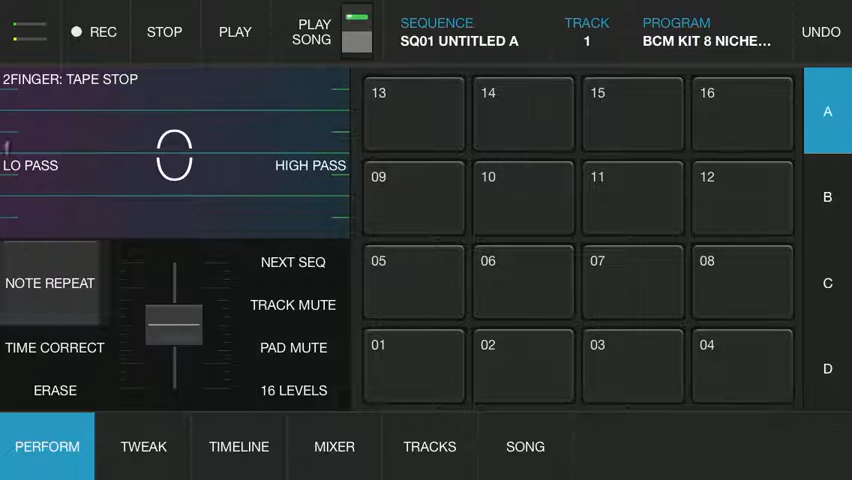 REC
STOP
PLAY
PLAY
SONG
SEQUENCE
SQ01 UNTITLED A
TRACK
1
PROGRAM
BCM KIT 8 NICHE...
UNDO
2FINGER: TAPE STOP
LO PASS
HIGH PASS
13
14
15
16
A
09
10
11
12
B
05
06
07
08
C
01
02
03
04
D
NOTE REPEAT
TIME CORRECT
ERASE
NEXT SEQ
TRACK MUTE
PAD MUTE
16 LEVELS
PERFORM
TWEAK
TIMELINE
MIXER
TRACKS
SONG